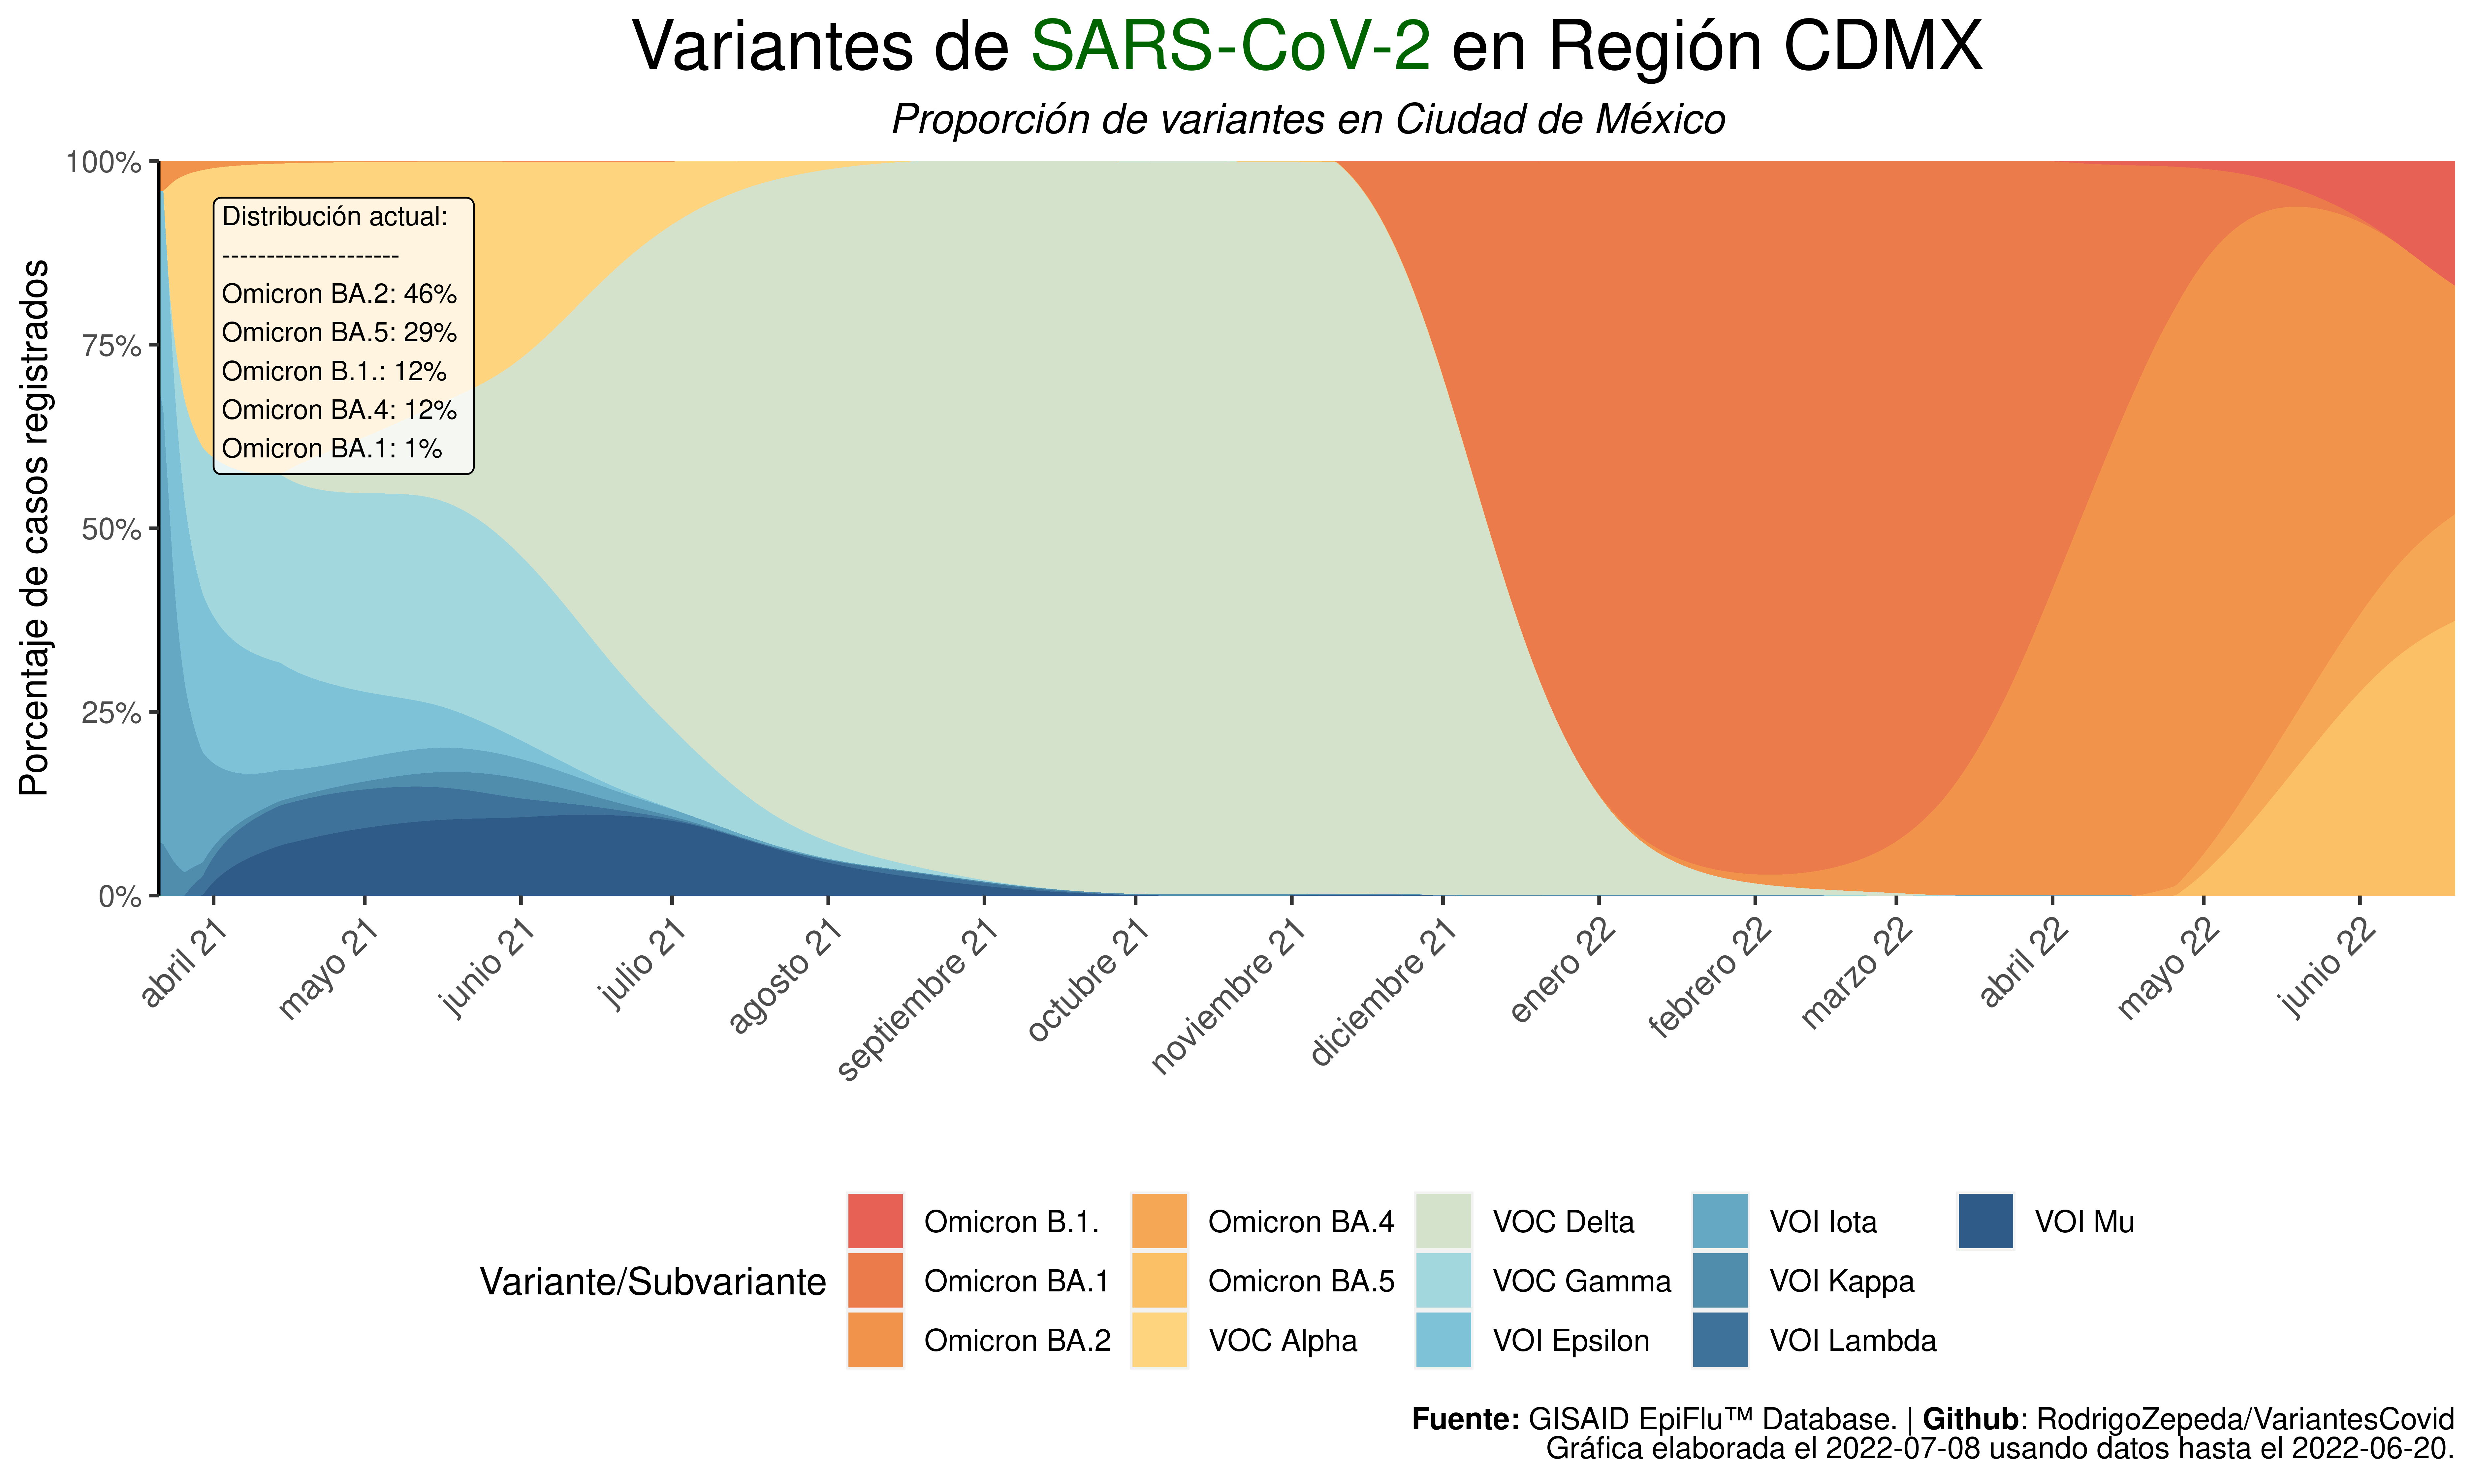 Variantes de SARS-CoV-2 en Región CDMX
Proporción de variantes en Ciudad de México
Porcentaje de casos registrados
100%
75%
50%
25%
0%
Distribución actual:
--------------------
Omicron BA.2: 46%
Omicron BA.5: 29%
Omicron B.1.: 12%
Omicron BA.4: 12%
Omicron BA.1: 1%
abril 21
mayo 21
junio 21
julio 21
agosto 21
septiembre 21
octubre 21
noviembre 21
diciembre 21
enero 22
febrero 22
marzo 22
abril 22
mayo 22
junio 22
Variante/Subvariante
Omicron B.1.
Omicron BA.1
Omicron BA.2
Omicron BA.4
Omicron BA.5
VOC Alpha
VOC Delta
VOC Gamma
VOI Epsilon
VOI Iota
VOI Kappa
VOI Lambda
VOI Mu
Fuente: GISAID EpiFlu™ Database. | Github: RodrigoZepeda/VariantesCovid
Gráfica elaborada el 2022-07-08 usando datos hasta el 2022-06-20.